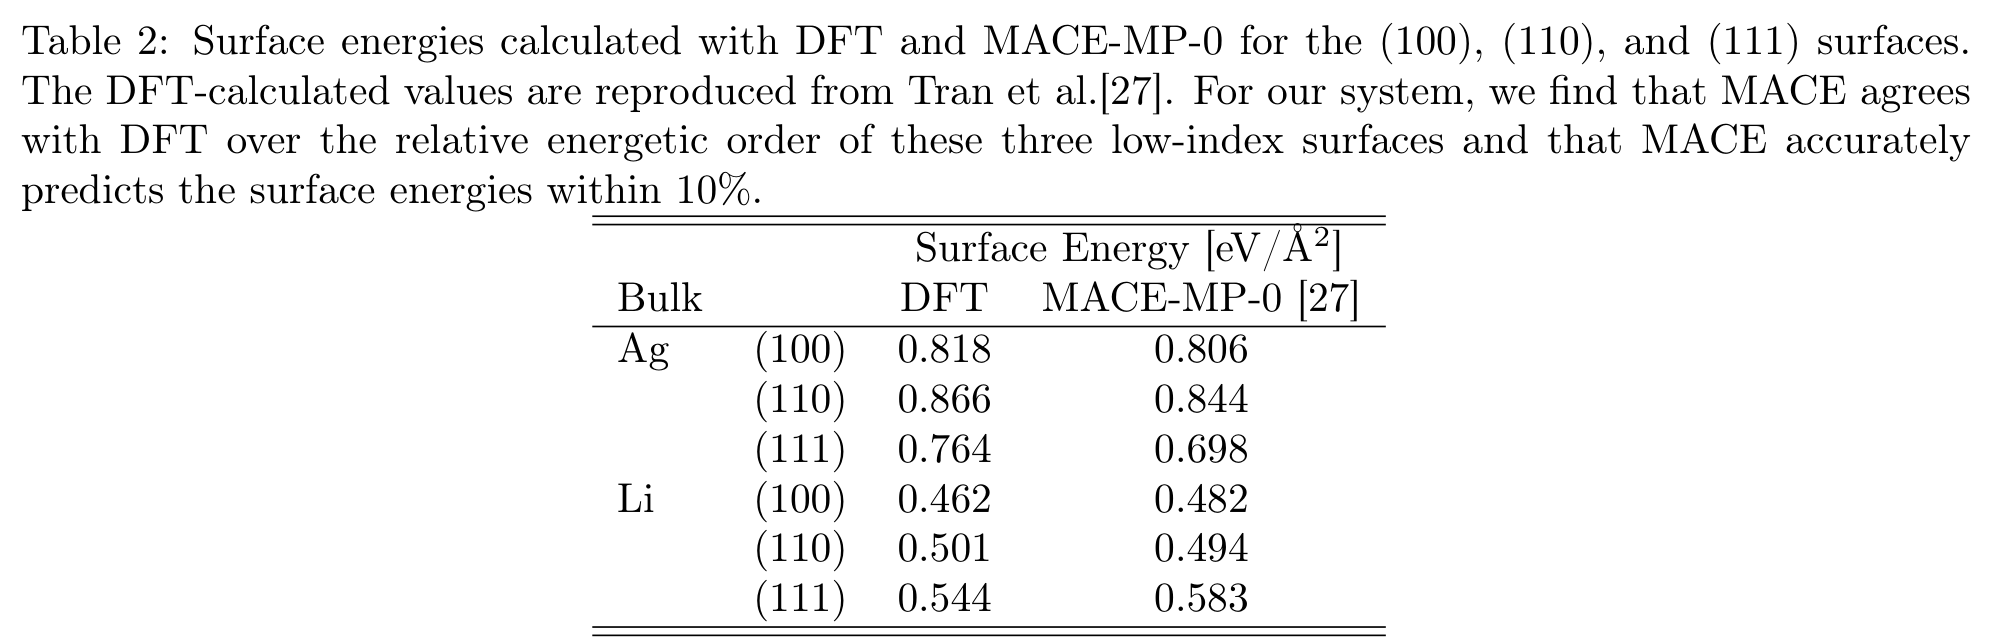 Table 2: Surface energies calculated with DFT and MACE-MP-0 for the (100), (110), and (111) surfaces.
The DFT-calculated values are reproduced from Tran et al.[27]. For our system, we find that MACE agrees
with DFT over the relative energetic order of these three low-index surfaces and that MACE accurately
predicts the surface energies within 10%.
Surface Energy [eV/Å²]
Bulk DFT MACE-MP-0 [27]
Ag (100) 0.818 0.806
(110) 0.866 0.844
(111) 0.764 0.698
Li (100) 0.462 0.482
(110) 0.501 0.494
(111) 0.544 0.583